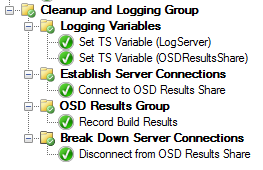 Cleanup and Logging Group
Logging Variables
Set TS Variable (LogServer)
Set TS Variable (OSDResultsShare)
Establish Server Connections
Connect to OSD Results Share
OSD Results Group
Record Build Results
Break Down Server Connections
Disconnect from OSD Results Share